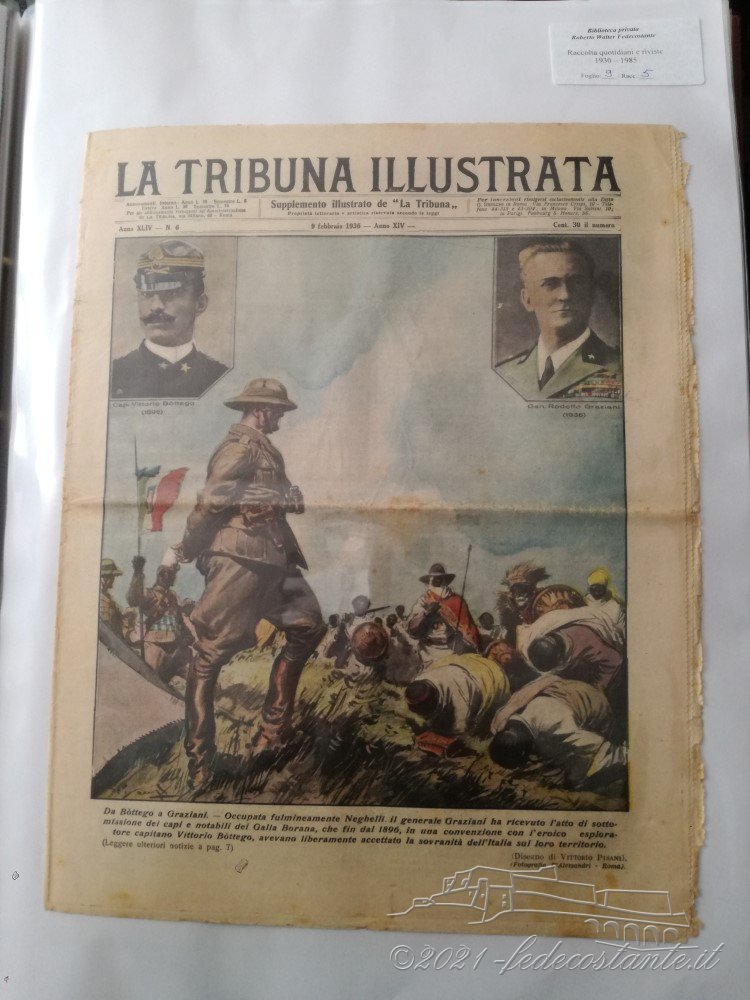 Biblioteca privata
Roberto Walter Fedecostante
Raccolta quotidiani e riviste
1930 – 1985
Foglio: 9 Racc. 5
LA TRIBUNA ILLUSTRATA
Supplemento illustrato de "La Tribuna"
Proprietà letteraria e artistica riservata secondo le leggi
Anno XLIV — N. 6
9 febbraio 1936 — Anno XIV —
Cent. 30 il numero
Cap. Vittorio Bòttego
(1896)
Gen. Rodolfo Graziani
(1936)
Da Bòttego a Graziani. — Occupata fulmineamente Neghelli, il generale Graziani ha ricevuto l'atto di sotto-
missione dei capi e notabili dei Galla Borana, che fin dal 1896, in una convenzione con l'eroico esplora-
tore capitano Vittorio Bòttego, avevano liberamente accettato la sovranità dell'Italia sul loro territorio.
(Leggere ulteriori notizie a pag. 7)
(Disegno di VITTORIO PISANI).
(Fotografie D'Alessandri - Roma).
©2021-fedecostante.it